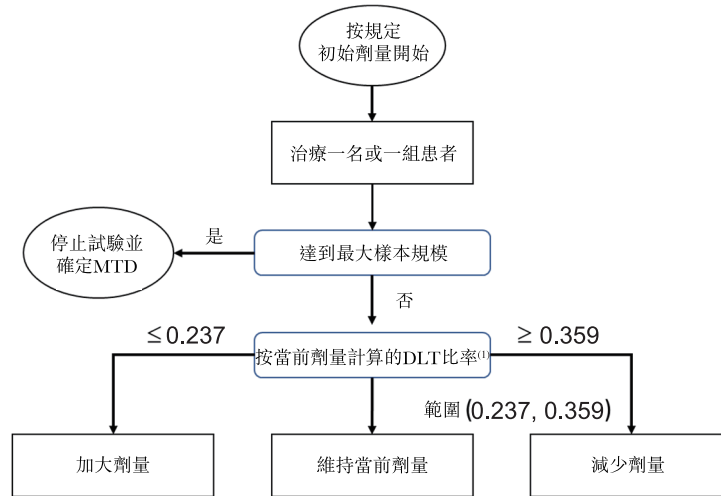 按規定
初始劑量開始
治療一名或一組患者
停止試驗並
確定MTD
是
達到最大樣本規模
否
≤0.237
按當前劑量計算的DLT比率⁽¹⁾
≥ 0.359
範圍 (0.237, 0.359)
加大劑量
維持當前劑量
減少劑量